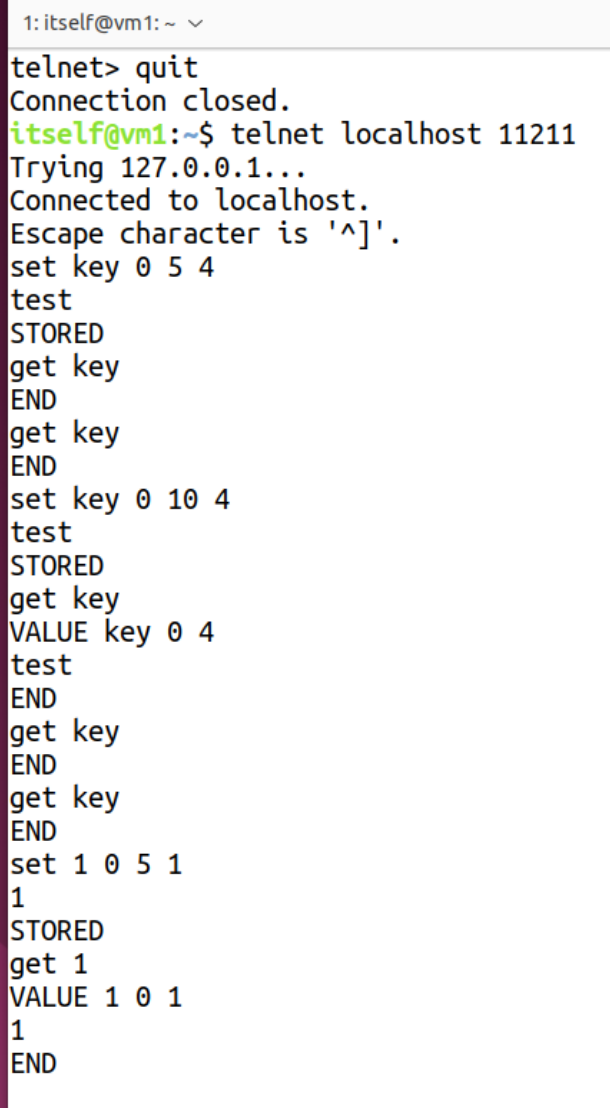 1: itself@vm1: ~
telnet> quit
Connection closed.
itself@vm1:~$ telnet localhost 11211
Trying 127.0.0.1...
Connected to localhost.
Escape character is '^]'.
set key 0 5 4
test
STORED
get key
END
get key
END
set key 0 10 4
test
STORED
get key
VALUE key 0 4
test
END
get key
END
get key
END
set 1 0 5 1
1
STORED
get 1
VALUE 1 0 1
1
END